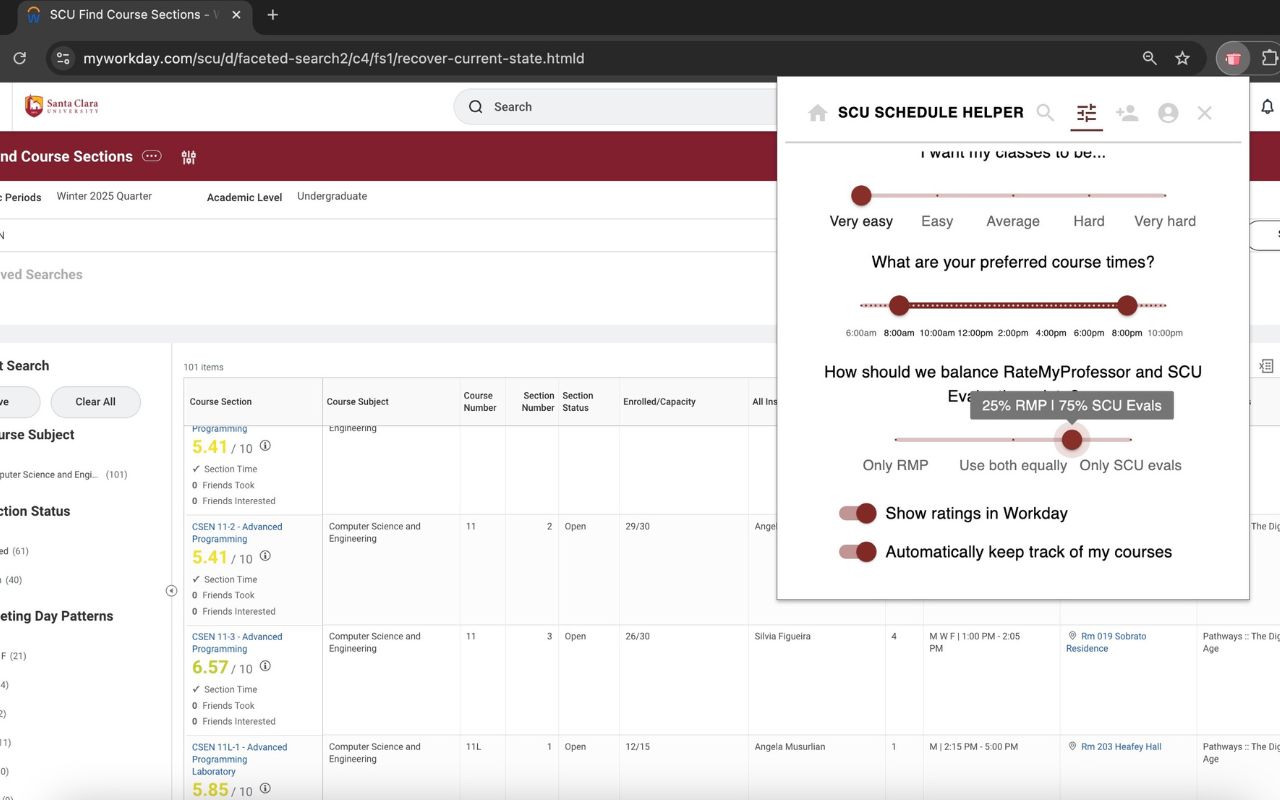 SCU Find Course Sections - W
myworkday.com/scu/d/faceted-search2/c4/fs1/recover-current-state.htmld
Santa Clara
UNIVERSITY
Search
nd Course Sections
c Periods Winter 2025 Quarter Academic Level Undergraduate
N
ved Searches
t Search
ve Clear All
urse Subject
puter Science and Engi... (101)
ction Status
ed (61)
n (40)
eting Day Patterns
F (21)
4)
2)
11)
0)
101 items
Course Section Course Subject Course Number Section Number Section Status Enrolled/Capacity All Ins
Programming Engineering
5.41 / 10
✓ Section Time
0 Friends Took
0 Friends Interested
CSEN 11-2 - Advanced Programming Computer Science and Engineering 11 2 Open 29/30 Angel The Dig
5.41 / 10
✓ Section Time
0 Friends Took
0 Friends Interested
CSEN 11-3 - Advanced Programming Computer Science and Engineering 11 3 Open 26/30 Silvia Figueira 4 M W F | 1:00 PM - 2:05 PM Rm 019 Sobrato Residence Pathways :: The Dig Age
6.57 / 10
✓ Section Time
0 Friends Took
0 Friends Interested
CSEN 11L-1 - Advanced Programming Laboratory Computer Science and Engineering 11L 1 Open 12/15 Angela Musurlian 1 M | 2:15 PM - 5:00 PM Rm 203 Heafey Hall Pathways :: The Dig Age
5.85 / 10
SCU SCHEDULE HELPER
I want my classes to be...
Very easy Easy Average Hard Very hard
What are your preferred course times?
6:00am 8:00am 10:00am 12:00pm 2:00pm 4:00pm 6:00pm 8:00pm 10:00pm
How should we balance RateMyProfessor and SCU
25% RMP | 75% SCU Evals
Only RMP Use both equally Only SCU evals
Show ratings in Workday
Automatically keep track of my courses